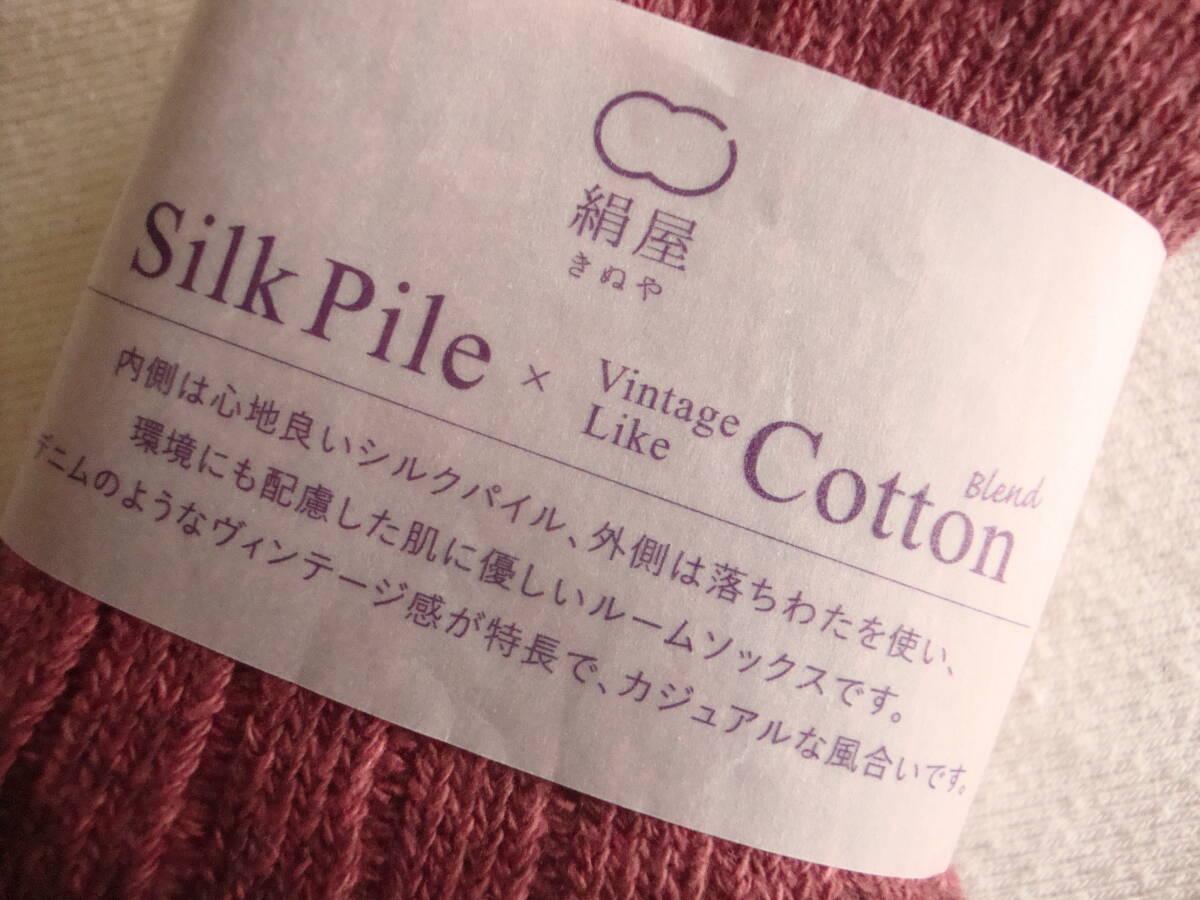 絹屋
きぬや
Silk Pile × Vintage Like Cotton Blend
内側は心地良いシルクパイル、外側は落ちわたを使い、
環境にも配慮した肌に優しいルームソックスです。
デニムのようなヴィンテージ感が特長で、カジュアルな風合いです。